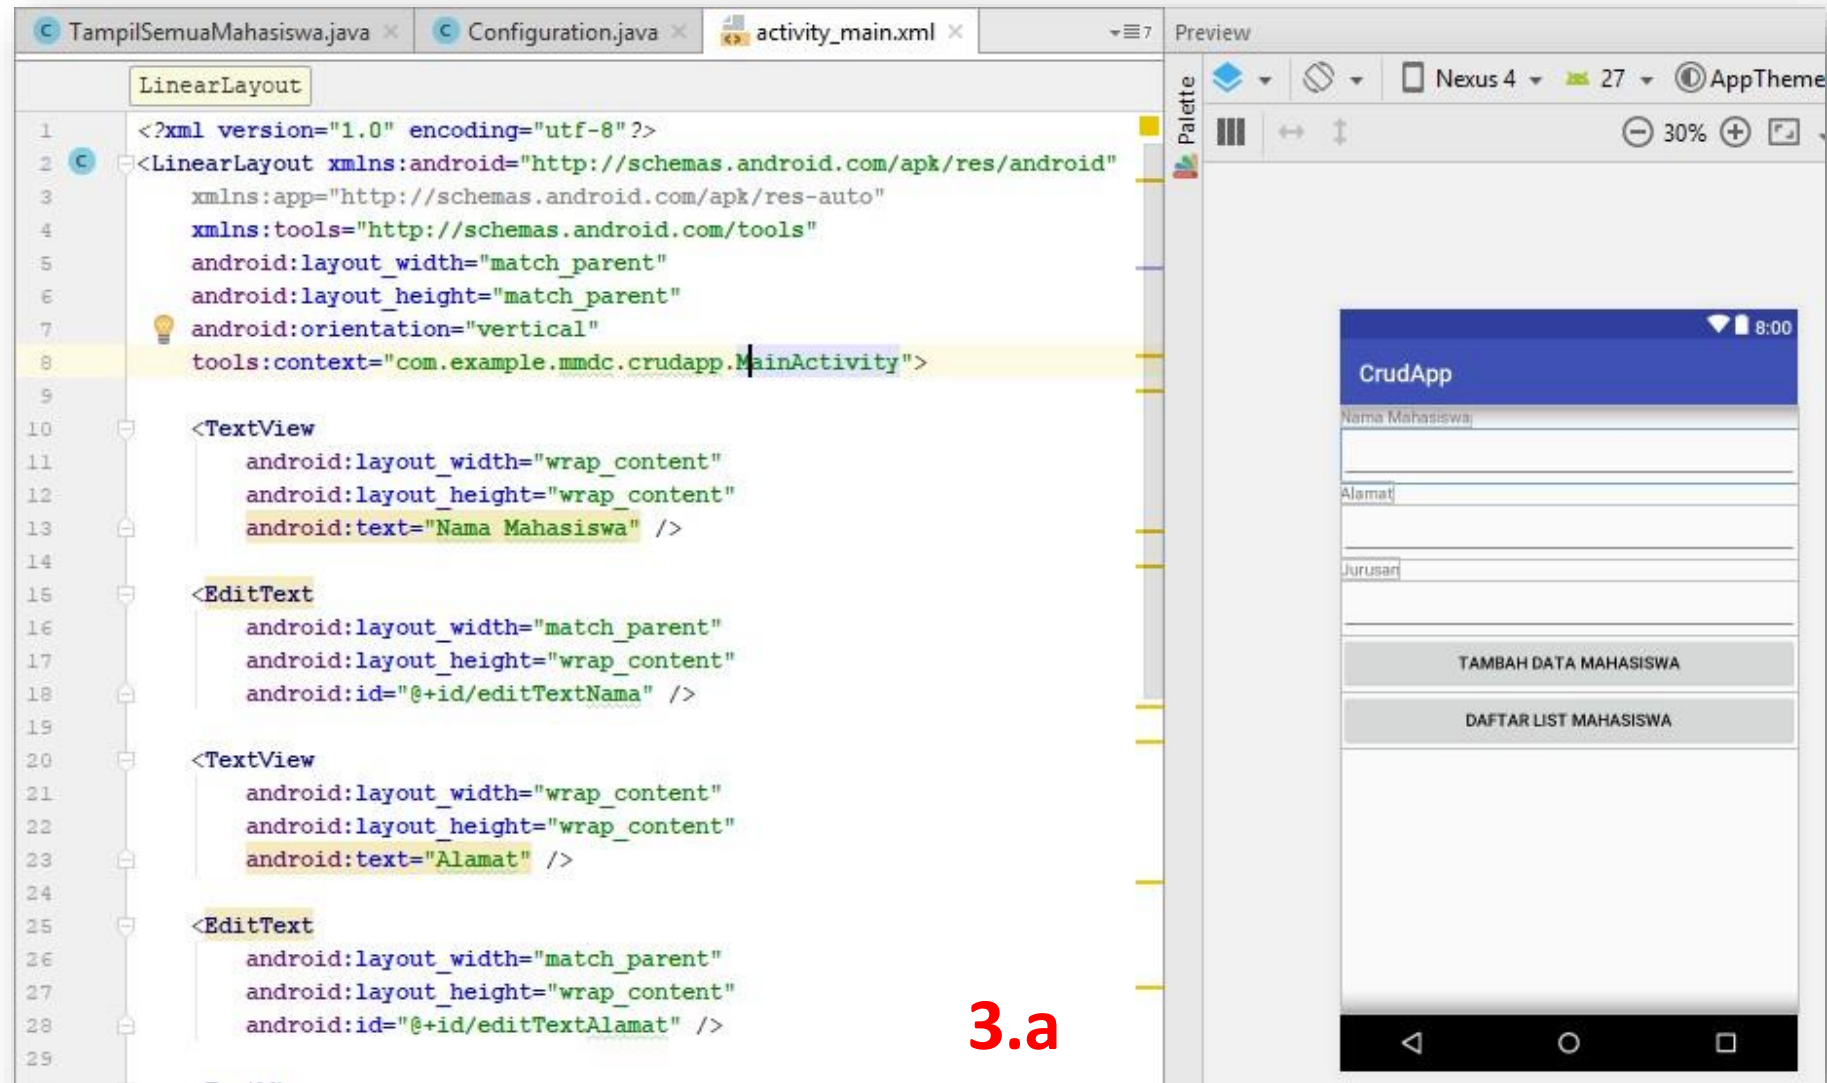 TampilSemuaMahasiswa.java
Configuration.java
activity_main.xml
7
Preview
LinearLayout
Palette
Nexus 4
27
AppTheme
30%
1 <?xml version="1.0" encoding="utf-8"?>
2 <LinearLayout xmlns:android="http://schemas.android.com/apk/res/android"
3 xmlns:app="http://schemas.android.com/apk/res-auto"
4 xmlns:tools="http://schemas.android.com/tools"
5 android:layout_width="match_parent"
6 android:layout_height="match_parent"
7 android:orientation="vertical"
8 tools:context="com.example.mmdc.crudapp.MainActivity">
9
10 <TextView
11 android:layout_width="wrap_content"
12 android:layout_height="wrap_content"
13 android:text="Nama Mahasiswa" />
14
15 <EditText
16 android:layout_width="match_parent"
17 android:layout_height="wrap_content"
18 android:id="@+id/editTextNama" />
19
20 <TextView
21 android:layout_width="wrap_content"
22 android:layout_height="wrap_content"
23 android:text="Alamat" />
24
25 <EditText
26 android:layout_width="match_parent"
27 android:layout_height="wrap_content"
28 android:id="@+id/editTextAlamat" />
29
3.a
8:00
CrudApp
Nama Mahasiswa
Alamat
Jurusan
TAMBAH DATA MAHASISWA
DAFTAR LIST MAHASISWA